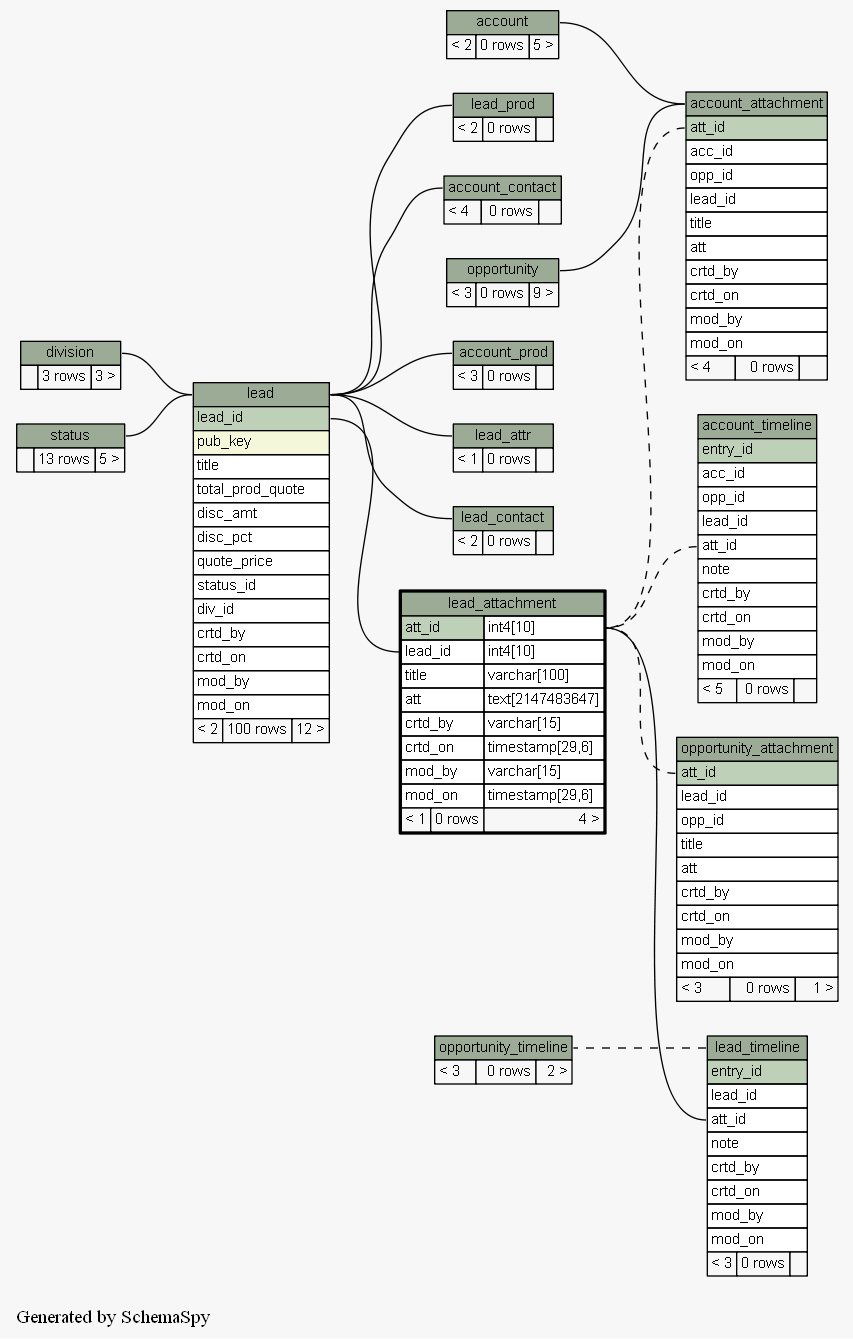 account
< 2 0 rows 5 >
lead_prod
< 2 0 rows
account_contact
< 4 0 rows
opportunity
< 3 0 rows 9 >
division
3 rows 3 >
status
13 rows 5 >
lead
lead_id
pub_key
title
total_prod_quote
disc_amt
disc_pct
quote_price
status_id
div_id
crtd_by
crtd_on
mod_by
mod_on
< 2 100 rows 12 >
account_prod
< 3 0 rows
lead_attr
< 1 0 rows
lead_contact
< 2 0 rows
lead_attachment
att_id int4[10]
lead_id int4[10]
title varchar[100]
att text[2147483647]
crtd_by varchar[15]
crtd_on timestamp[29,6]
mod_by varchar[15]
mod_on timestamp[29,6]
< 1 0 rows 4 >
account_attachment
att_id
acc_id
opp_id
lead_id
title
att
crtd_by
crtd_on
mod_by
mod_on
< 4 0 rows
account_timeline
entry_id
acc_id
opp_id
lead_id
att_id
note
crtd_by
crtd_on
mod_by
mod_on
< 5 0 rows
opportunity_attachment
att_id
lead_id
opp_id
title
att
crtd_by
crtd_on
mod_by
mod_on
< 3 0 rows 1 >
opportunity_timeline
< 3 0 rows 2 >
lead_timeline
entry_id
lead_id
att_id
note
crtd_by
crtd_on
mod_by
mod_on
< 3 0 rows
Generated by SchemaSpy